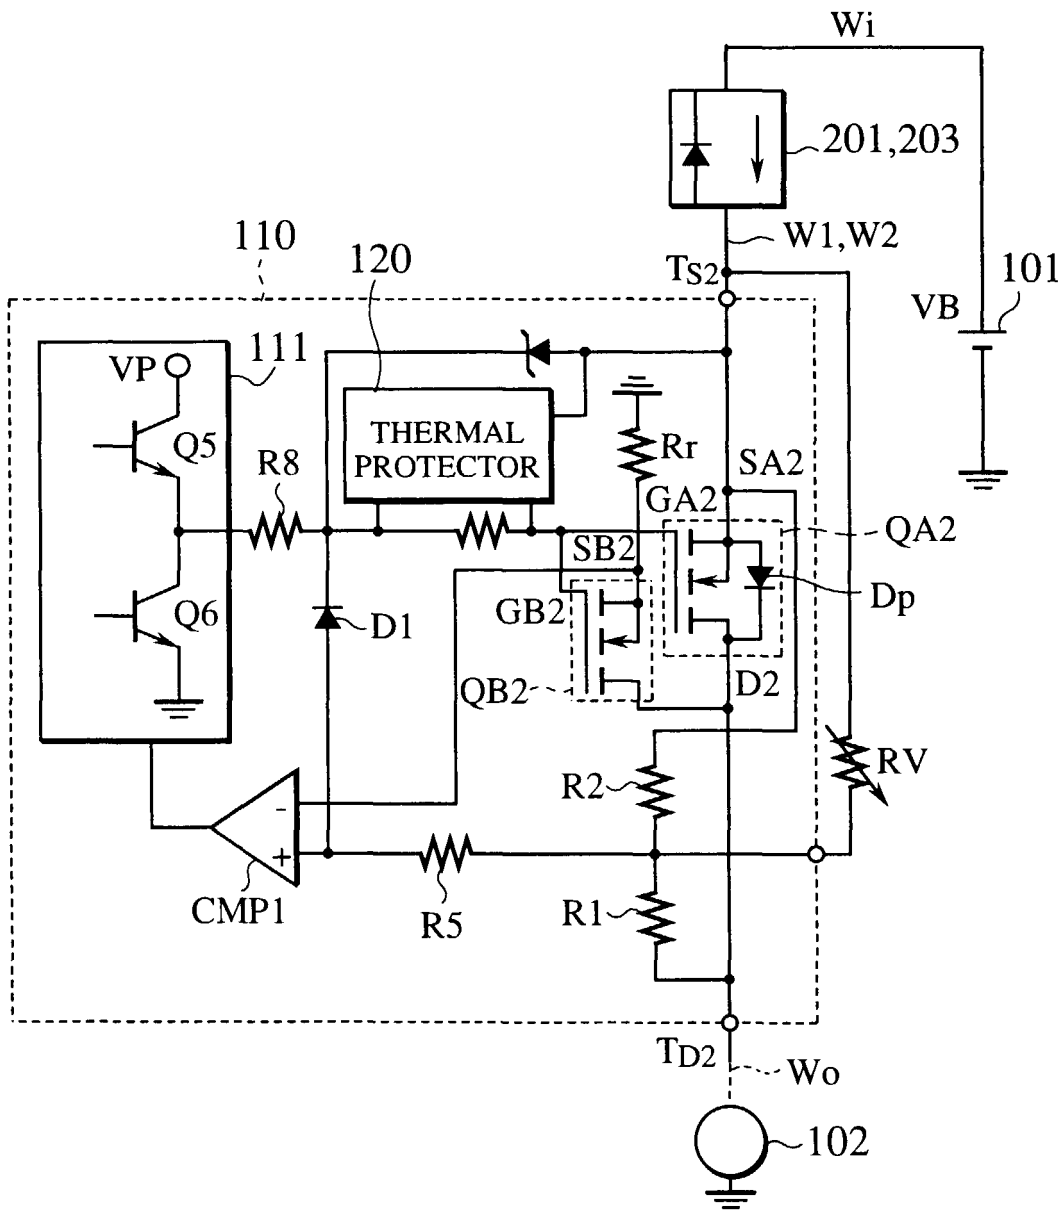 Wi
201,203
W1,W2
110
TS2
101
120
VB
111
VP
THERMAL
PROTECTOR
Q5
Rr
SA2
R8
GA2
QA2
SB2
Dp
Q6
D1
GB2
QB2
D2
R2
RV
-
+
CMP1
R5
R1
TD2
Wo
102